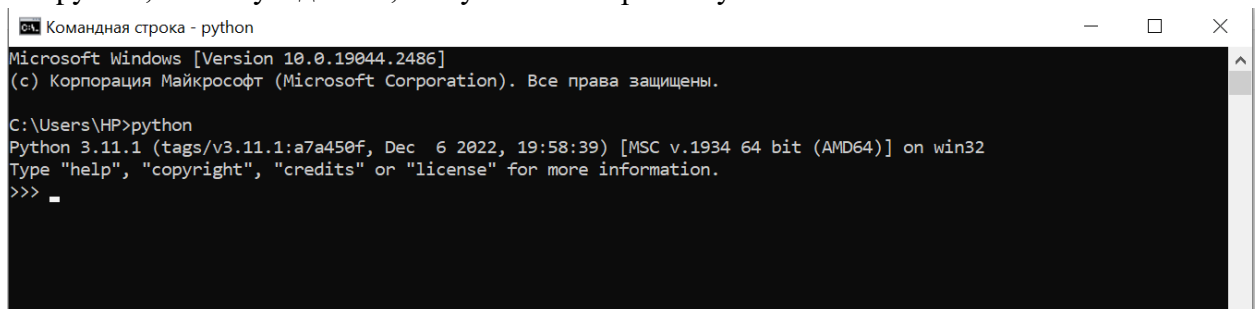 Командная строка - python
Microsoft Windows [Version 10.0.19044.2486]
(c) Корпорация Майкрософт (Microsoft Corporation). Все права защищены.
C:\Users\HP>python
Python 3.11.1 (tags/v3.11.1:a7a450f, Dec  6 2022, 19:58:39) [MSC v.1934 64 bit (AMD64)] on win32
Type "help", "copyright", "credits" or "license" for more information.
>>>